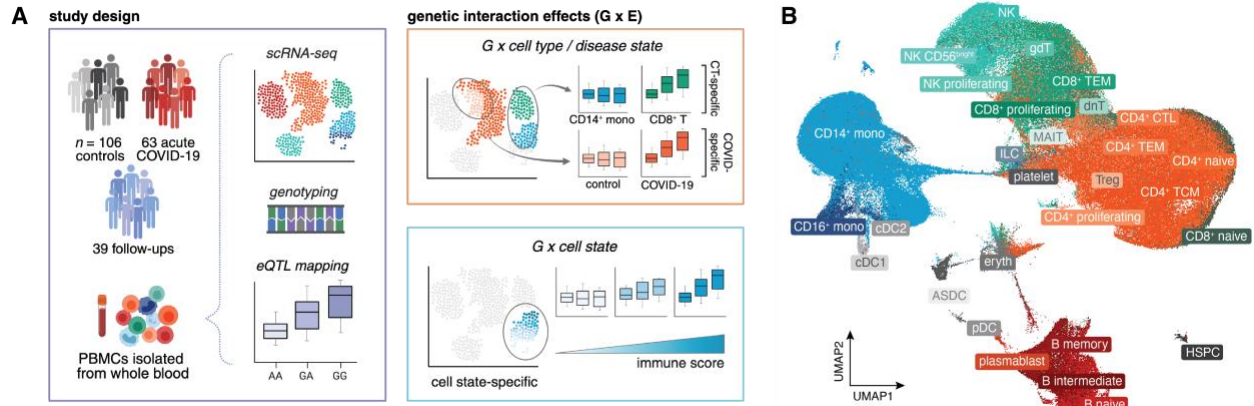 A
study design
genetic interaction effects (G x E)
n = 106
controls
63 acute
COVID-19
39 follow-ups
PBMCs isolated
from whole blood
scRNA-seq
genotyping
eQTL mapping
AA
GA
GG
G x cell type / disease state
CD14⁺ mono
CD8⁺ T
CT-specific
control
COVID-19
COVID-
specific
G x cell state
cell state-specific
immune score
B
NK
NK CD56ᵇʳⁱᵍʰᵗ
gdT
NK proliferating
CD8⁺ TEM
CD8⁺ proliferating
dnT
CD4⁺ CTL
CD14⁺ mono
MAIT
CD4⁺ TEM
ILC
CD4⁺ naive
platelet
Treg
CD4⁺ TCM
CD4⁺ proliferating
CD16⁺ mono
cDC2
CD8⁺ naive
cDC1
eryth
ASDC
pDC
B memory
HSPC
plasmablast
B intermediate
B naive
UMAP2
UMAP1